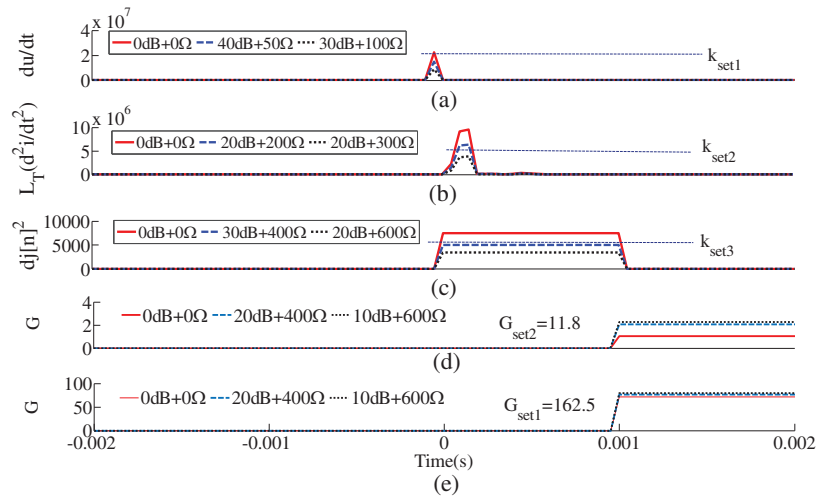 x 10^7
4
2
0
du/dt
0dB+0Ω 40dB+50Ω 30dB+100Ω
k_set1
(a)
x 10^6
10
5
0
L_T(d^2i/dt^2)
0dB+0Ω 20dB+200Ω 20dB+300Ω
k_set2
(b)
10000
5000
0
dj[n]^2
0dB+0Ω 30dB+400Ω 20dB+600Ω
k_set3
(c)
4
2
0
G
0dB+0Ω 20dB+400Ω 10dB+600Ω
G_set2=11.8
(d)
100
50
0
G
0dB+0Ω 20dB+400Ω 10dB+600Ω
G_set1=162.5
-0.002 -0.001 0 0.001 0.002
Time(s)
(e)